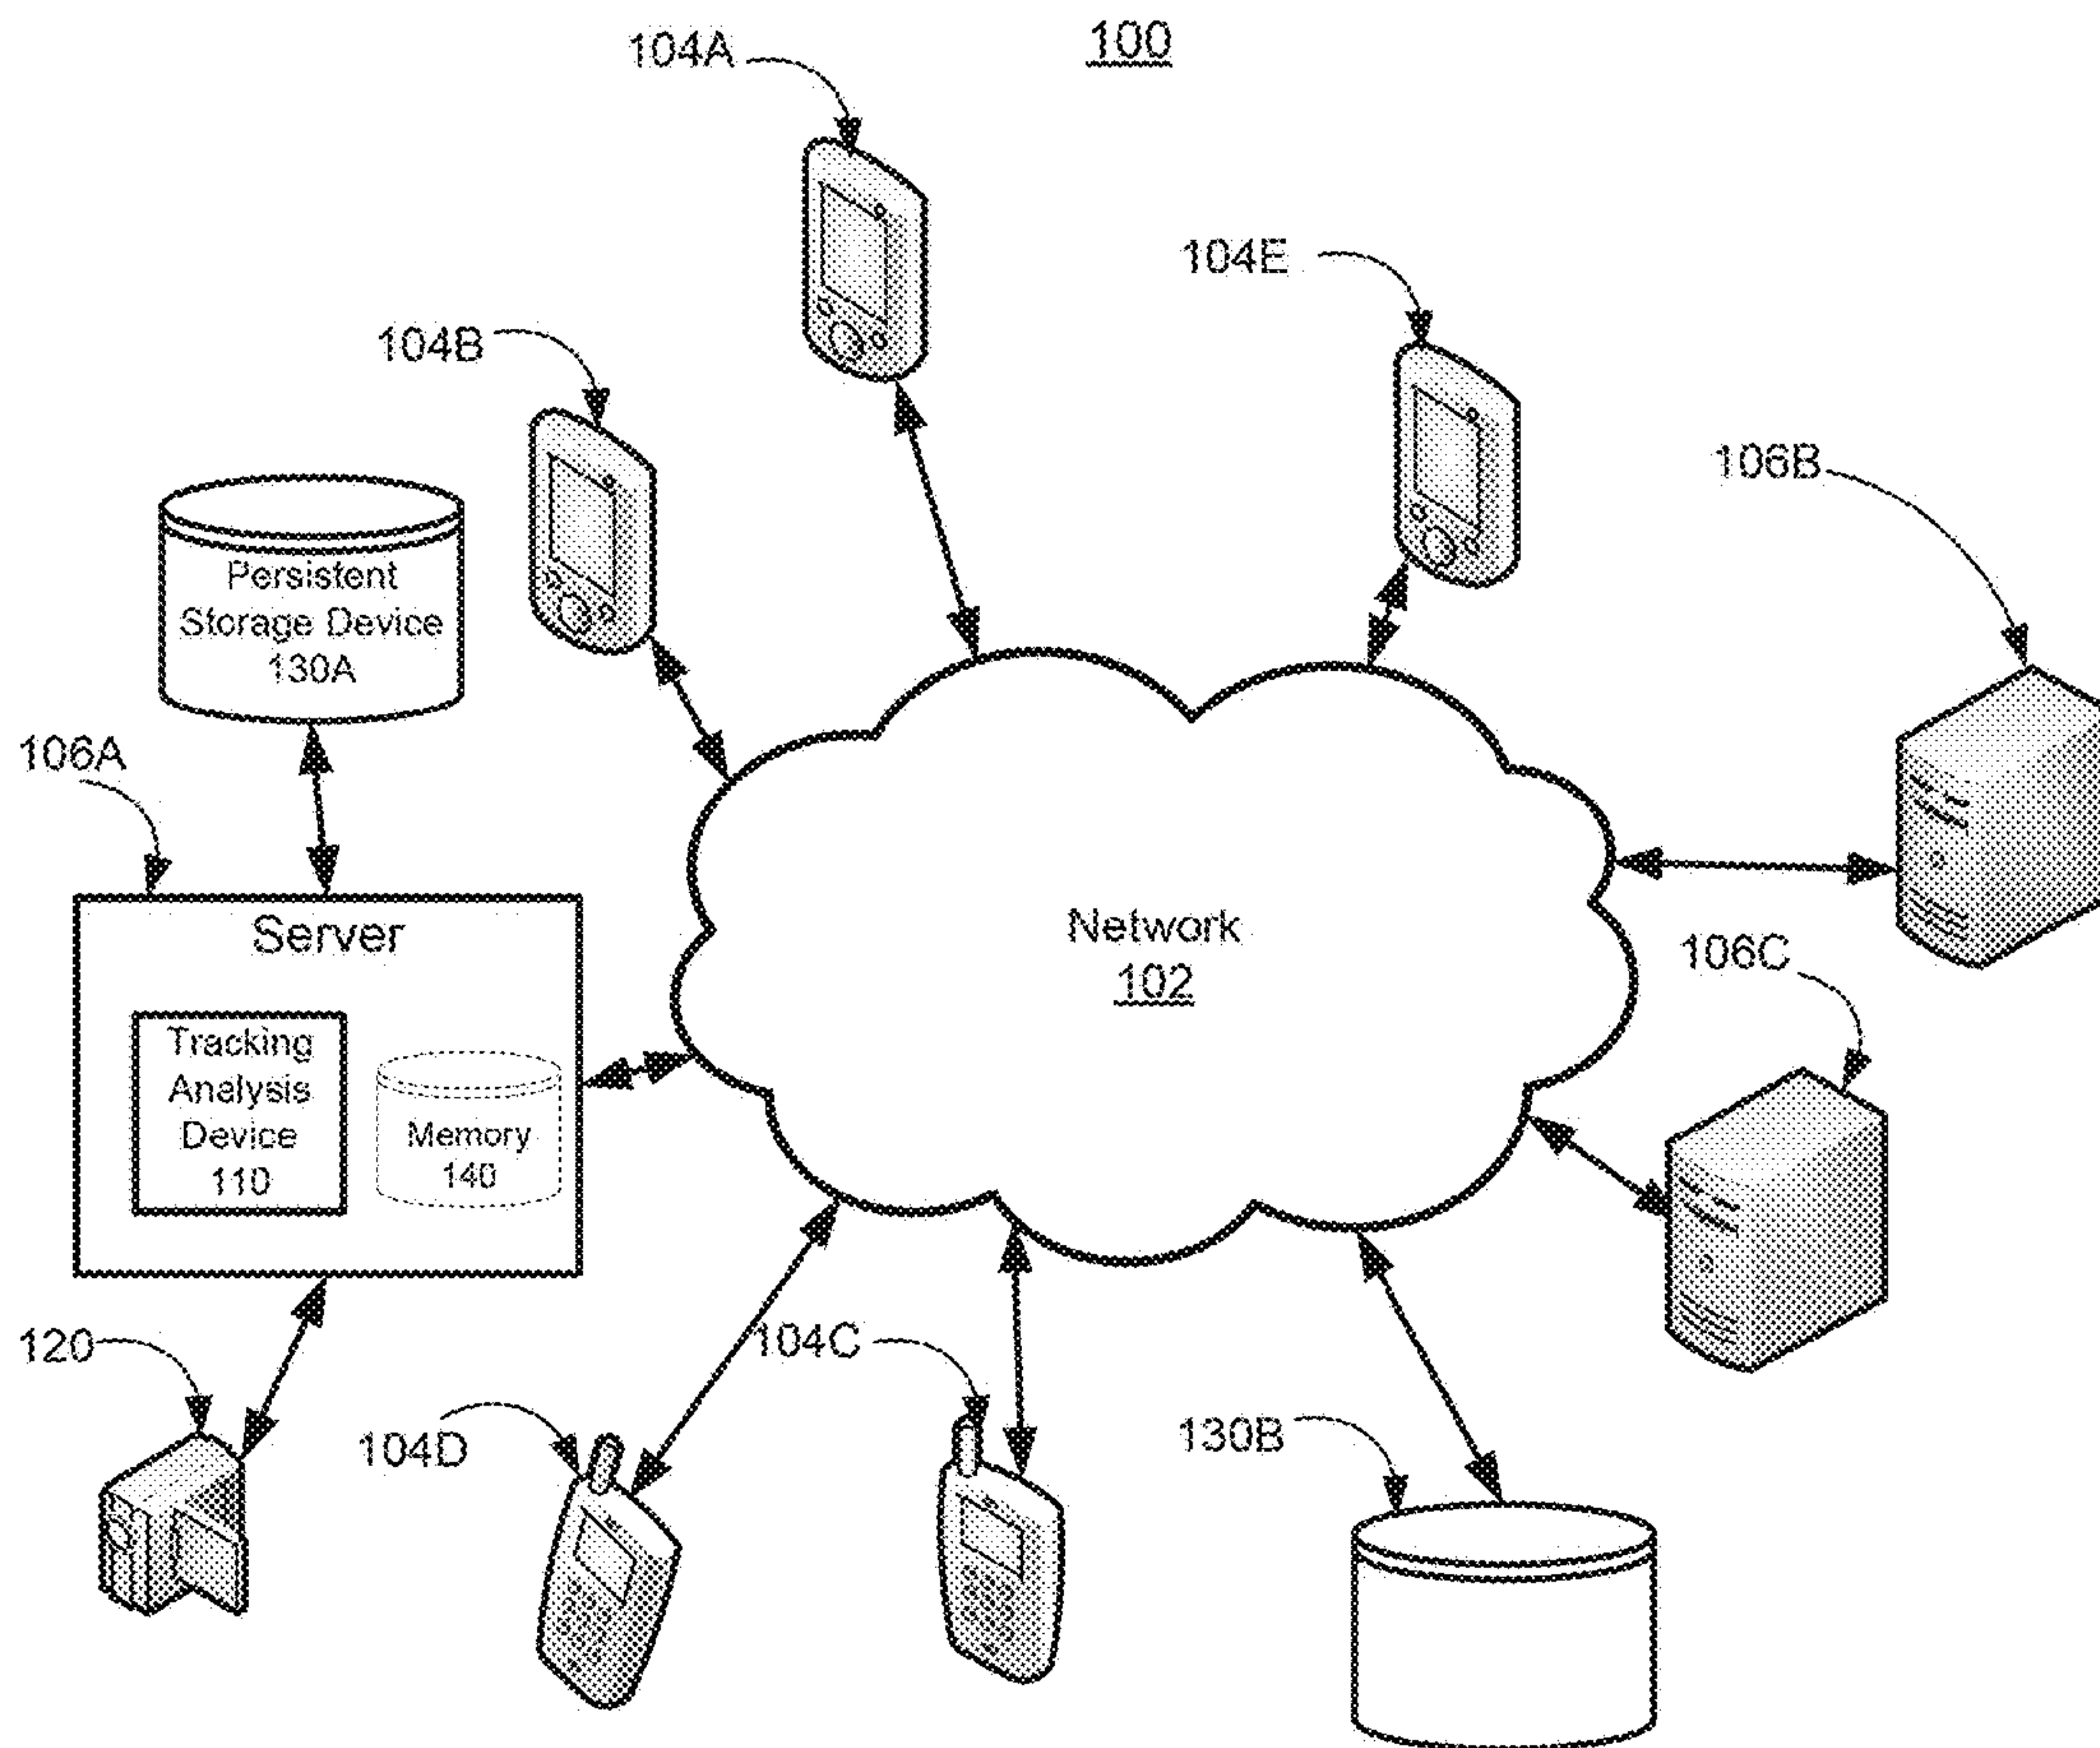 100
104A
104E
104B
106B
Persistent
Storage Device
130A
106A
Server
Network
102
106C
Tracking
Analysis
Device
110
Memory
140
120
104C
104D
130B